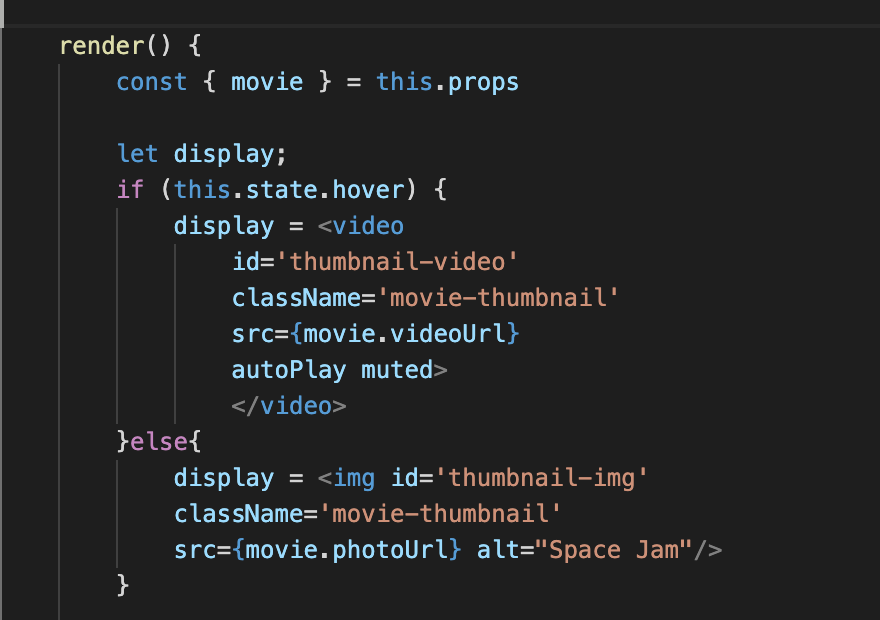 render() {
const { movie } = this.props
let display;
if (this.state.hover) {
display = <video
id='thumbnail-video'
className='movie-thumbnail'
src={movie.videoUrl}
autoPlay muted>
</video>
}else{
display = <img id='thumbnail-img'
className='movie-thumbnail'
src={movie.photoUrl} alt="Space Jam"/>
}